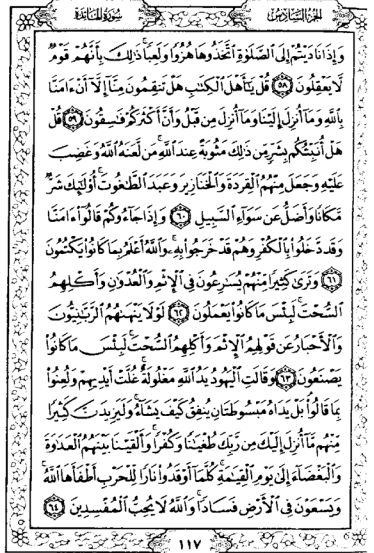 الجزء السادس سورة المائدة
وَإِذَا نَادَيْتُمْ إِلَى ٱلصَّلَوٰةِ ٱتَّخَذُوهَا هُزُوًا وَلَعِبًا ذَٰلِكَ بِأَنَّهُمْ قَوْمٌ
لَّا يَعْقِلُونَ ٥٨ قُلْ يَٰٓأَهْلَ ٱلْكِتَٰبِ هَلْ تَنقِمُونَ مِنَّآ إِلَّآ أَنْ ءَامَنَّا
بِٱللَّهِ وَمَآ أُنزِلَ إِلَيْنَا وَمَآ أُنزِلَ مِن قَبْلُ وَأَنَّ أَكْثَرَكُمْ فَٰسِقُونَ ٥٩ قُلْ
هَلْ أُنَبِّئُكُم بِشَرٍّ مِّن ذَٰلِكَ مَثُوبَةً عِندَ ٱللَّهِ مَن لَّعَنَهُ ٱللَّهُ وَغَضِبَ
عَلَيْهِ وَجَعَلَ مِنْهُمُ ٱلْقِرَدَةَ وَٱلْخَنَازِيرَ وَعَبَدَ ٱلطَّٰغُوتَ أُو۟لَٰٓئِكَ شَرٌّ
مَّكَانًا وَأَضَلُّ عَن سَوَآءِ ٱلسَّبِيلِ ٦٠ وَإِذَا جَآءُوكُمْ قَالُوٓا۟ ءَامَنَّا
وَقَد دَّخَلُوا۟ بِٱلْكُفْرِ وَهُمْ قَدْ خَرَجُوا۟ بِهِۦ وَٱللَّهُ أَعْلَمُ بِمَا كَانُوا۟ يَكْتُمُونَ
٦١ وَتَرَىٰ كَثِيرًا مِّنْهُمْ يُسَٰرِعُونَ فِى ٱلْإِثْمِ وَٱلْعُدْوَٰنِ وَأَكْلِهِمُ
ٱلسُّحْتَ لَبِئْسَ مَا كَانُوا۟ يَعْمَلُونَ ٦٢ لَوْلَا يَنْهَىٰهُمُ ٱلرَّبَّٰنِيُّونَ
وَٱلْأَحْبَارُ عَن قَوْلِهِمُ ٱلْإِثْمَ وَأَكْلِهِمُ ٱلسُّحْتَ لَبِئْسَ مَا كَانُوا۟
يَصْنَعُونَ ٦٣ وَقَالَتِ ٱلْيَهُودُ يَدُ ٱللَّهِ مَغْلُولَةٌ غُلَّتْ أَيْدِيهِمْ وَلُعِنُوا۟
بِمَا قَالُوا۟ بَلْ يَدَاهُ مَبْسُوطَتَانِ يُنفِقُ كَيْفَ يَشَآءُ وَلَيَزِيدَنَّ كَثِيرًا
مِّنْهُم مَّآ أُنزِلَ إِلَيْكَ مِن رَّبِّكَ طُغْيَٰنًا وَكُفْرًا وَأَلْقَيْنَا بَيْنَهُمُ ٱلْعَدَٰوَةَ
وَٱلْبَغْضَآءَ إِلَىٰ يَوْمِ ٱلْقِيَٰمَةِ كُلَّمَآ أَوْقَدُوا۟ نَارًا لِّلْحَرْبِ أَطْفَأَهَا ٱللَّهُ
وَيَسْعَوْنَ فِى ٱلْأَرْضِ فَسَادًا وَٱللَّهُ لَا يُحِبُّ ٱلْمُفْسِدِينَ ٦٤
١١٧